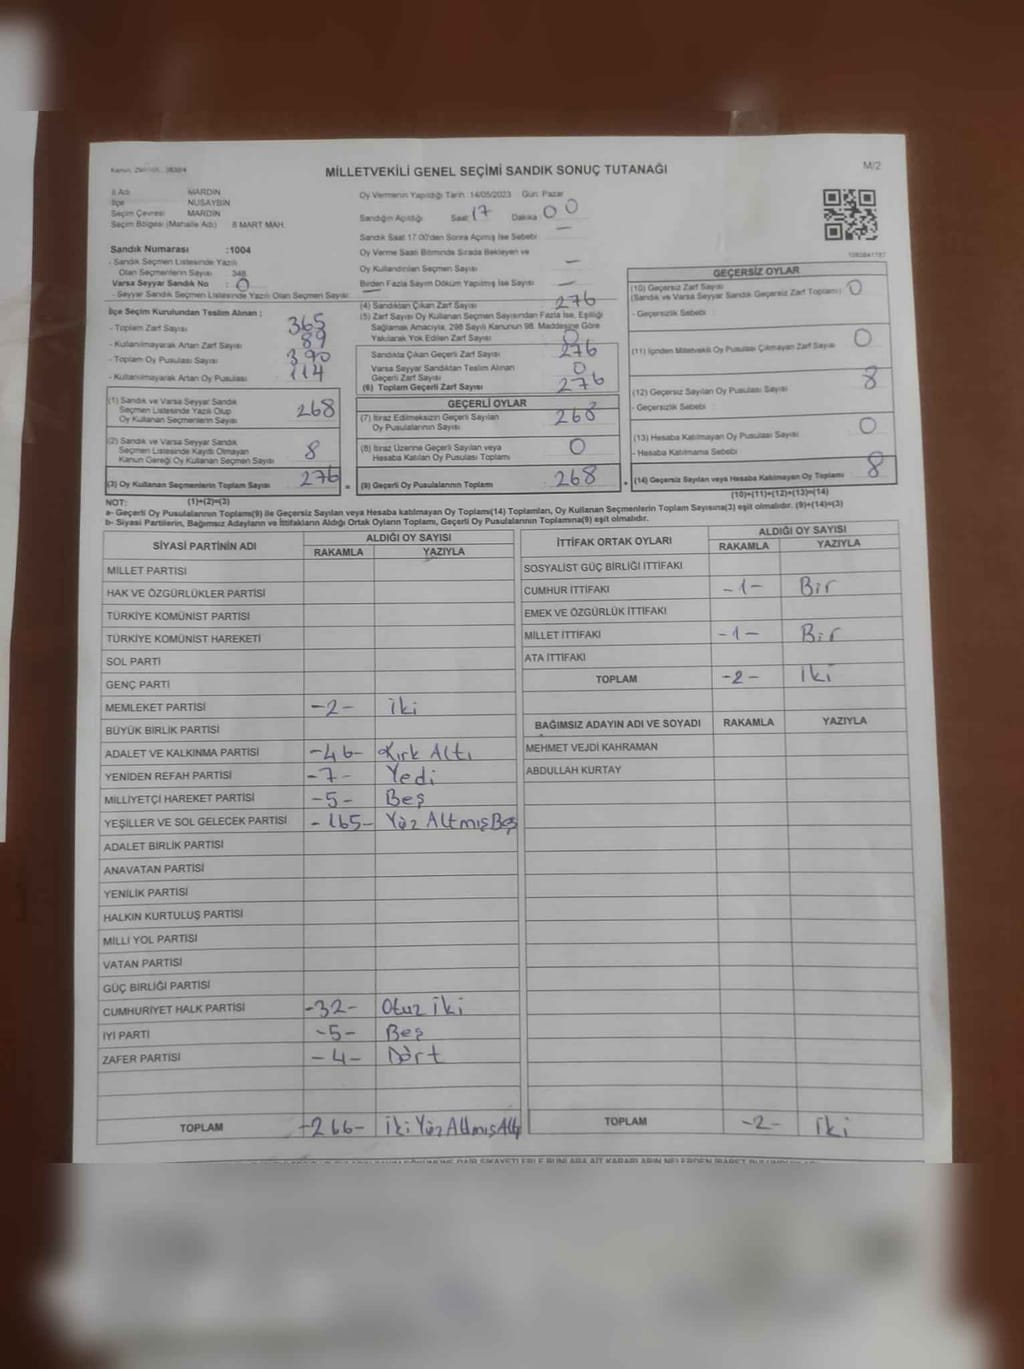 MİLLETVEKİLİ GENEL SEÇİMİ SANDIK SONUÇ TUTANAĞI
M/2
İl Adı MARDİN
İlçe NUSAYBİN
Seçim Çevresi MARDİN
Seçim Bölgesi (Mahalle Adı) 8 MART MAH.
Sandık Numarası :1004
- Sandık Seçmen Listesinde Yazılı
Olan Seçmenlerin Sayısı 348
Varsa Seyyar Sandık No : 0
- Seyyar Sandık Seçmen Listesinde Yazılı Olan Seçmen Sayısı:
Oy Vermenin Yapıldığı Tarih 14/05/2023 Gün Pazar
Sandığın Açıldığı Saat 17 Dakika 00
Sandık Saat 17.00'den Sonra Açılmış İse Sebebi —
Oy Verme Saati Bitiminde Sırada Bekleyen ve
Oy Kullandırılan Seçmen Sayısı —
Birden Fazla Sayım Döküm Yapılmış İse Sayısı —
İlçe Seçim Kurulundan Teslim Alınan ;
- Toplam Zarf Sayısı 365
- Kullanılmayarak Artan Zarf Sayısı 89
- Toplam Oy Pusulası Sayısı 390
- Kullanılmayarak Artan Oy Pusulası 114
(1) Sandık ve Varsa Seyyar Sandık
Seçmen Listesinde Yazılı Olup
Oy Kullanan Seçmenlerin Sayısı 268
(2) Sandık ve Varsa Seyyar Sandık
Seçmen Listesinde Kaydı Olmayan
Kanun Gereği Oy Kullanan Seçmen Sayısı 8
(3) Oy Kullanan Seçmenlerin Toplam Sayısı 276
(4) Sandıktan Çıkan Zarf Sayısı 276
(5) Zarf Sayısı Oy Kullanan Seçmen Sayısından Fazla İse, Eşitliği
Sağlamak Amacıyla, 298 Sayılı Kanunun 98. Maddesine Göre
Yakılarak Yok Edilen Zarf Sayısı 0
Sandıkta Çıkan Geçerli Zarf Sayısı 276
Varsa Seyyar Sandıktan Teslim Alınan
Geçerli Zarf Sayısı 0
(6) Toplam Geçerli Zarf Sayısı 276
GEÇERLİ OYLAR
(7) İtiraz Edilmeksizin Geçerli Sayılan
Oy Pusulalarının Sayısı 268
(8) İtiraz Üzerine Geçerli Sayılan veya
Hesaba Katılan Oy Pusulası Toplamı 0
(9) Geçerli Oy Pusulalarının Toplamı 268
GEÇERSİZ OYLAR
(10) Geçersiz Zarf Sayısı
(Sandık ve Varsa Seyyar Sandık Geçersiz Zarf Toplamı) 0
- Geçersizlik Sebebi
(11) İçinden Milletvekili Oy Pusulası Çıkmayan Zarf Sayısı 0
(12) Geçersiz Sayılan Oy Pusulası Sayısı 8
- Geçersizlik Sebebi
(13) Hesaba Katılmayan Oy Pusulası Sayısı 0
- Hesaba Katılmama Sebebi
(14) Geçersiz Sayılan veya Hesaba Katılmayan Oy Toplamı 8
NOT: (1)+(2)=(3) (10)+(11)+(12)+(13)=(14)
a- Geçerli Oy Pusulalarının Toplamı(9) ile Geçersiz Sayılan veya Hesaba katılmayan Oy Toplamı(14) Toplamları, Oy Kullanan Seçmenlerin Toplam Sayısına(3) eşit olmalıdır. (9)+(14)=(3)
b- Siyasi Partilerin, Bağımsız Adayların ve İttifakların Aldığı Ortak Oyların Toplamı, Geçerli Oy Pusulalarının Toplamına(9) eşit olmalıdır.
SİYASİ PARTİNİN ADI ALDIĞI OY SAYISI
RAKAMLA YAZIYLA
MİLLET PARTİSİ
HAK VE ÖZGÜRLÜKLER PARTİSİ
TÜRKİYE KOMÜNİST PARTİSİ
TÜRKİYE KOMÜNİST HAREKETİ
SOL PARTİ
GENÇ PARTİ
MEMLEKET PARTİSİ -2- iki
BÜYÜK BİRLİK PARTİSİ
ADALET VE KALKINMA PARTİSİ -46- Kırk Altı
YENİDEN REFAH PARTİSİ -7- Yedi
MİLLİYETÇİ HAREKET PARTİSİ -5- Beş
YEŞİLLER VE SOL GELECEK PARTİSİ -165- Yüz AltmışBeş
ADALET BİRLİK PARTİSİ
ANAVATAN PARTİSİ
YENİLİK PARTİSİ
HALKIN KURTULUŞ PARTİSİ
MİLLİ YOL PARTİSİ
VATAN PARTİSİ
GÜÇ BİRLİĞİ PARTİSİ
CUMHURİYET HALK PARTİSİ -32- Otuz iki
İYİ PARTİ -5- Beş
ZAFER PARTİSİ -4- Dört
TOPLAM -266- iki Yüz Altmış Altı
İTTİFAK ORTAK OYLARI ALDIĞI OY SAYISI
RAKAMLA YAZIYLA
SOSYALİST GÜÇ BİRLİĞİ İTTİFAKI
CUMHUR İTTİFAKI -1- Bir
EMEK VE ÖZGÜRLÜK İTTİFAKI
MİLLET İTTİFAKI -1- Bir
ATA İTTİFAKI
TOPLAM -2- iki
BAĞIMSIZ ADAYIN ADI VE SOYADI RAKAMLA YAZIYLA
MEHMET VEJDİ KAHRAMAN
ABDULLAH KURTAY
TOPLAM -2- iki